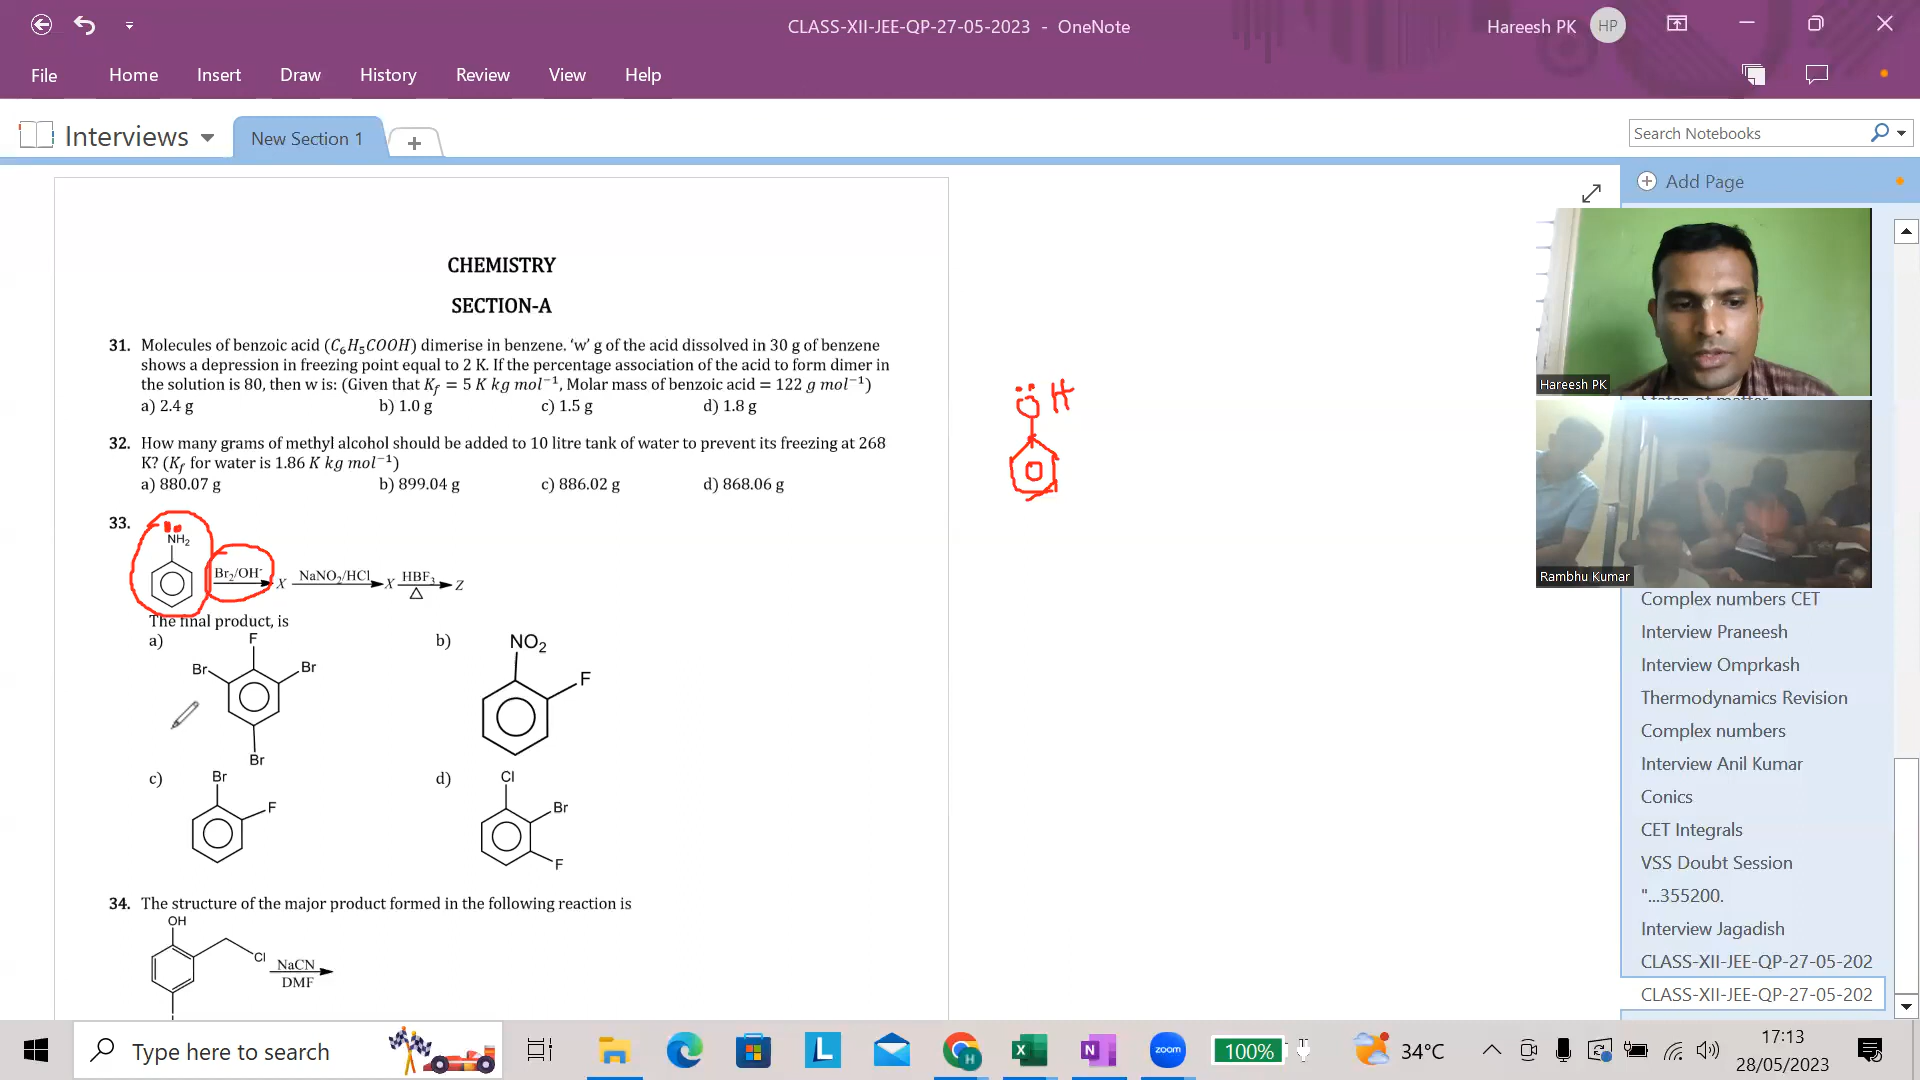 CLASS-XII-JEE-QP-27-05-2023 - OneNote
Hareesh PK HP
File Home Insert Draw History Review View Help
Interviews New Section 1 +
Search Notebooks
Add Page
CHEMISTRY
SECTION-A
31. Molecules of benzoic acid (C₆H₅COOH) dimerise in benzene. ‘w’ g of the acid dissolved in 30 g of benzene
shows a depression in freezing point equal to 2 K. If the percentage association of the acid to form dimer in
the solution is 80, then w is: (Given that K_f = 5 K kg mol⁻¹, Molar mass of benzoic acid = 122 g mol⁻¹)
a) 2.4 g b) 1.0 g c) 1.5 g d) 1.8 g
32. How many grams of methyl alcohol should be added to 10 litre tank of water to prevent its freezing at 268
K? (K_f for water is 1.86 K kg mol⁻¹)
a) 880.07 g b) 899.04 g c) 886.02 g d) 868.06 g
33.
NH₂
Br₂/OH⁻ X NaNO₂/HCl X HBF₃ Z
△
The final product, is
a) F Br Br Br
b) NO₂ F
c) Br F
d) Cl Br F
34. The structure of the major product formed in the following reaction is
OH
Cl NaCN
DMF
OH
Hareesh PK
States of matter
Rambhu Kumar
Complex numbers CET
Interview Praneesh
Interview Omprkash
Thermodynamics Revision
Complex numbers
Interview Anil Kumar
Conics
CET Integrals
VSS Doubt Session
"...355200.
Interview Jagadish
CLASS-XII-JEE-QP-27-05-202
CLASS-XII-JEE-QP-27-05-202
Type here to search
L
H
X
N
zoom
100%
34°C
17:13
28/05/2023